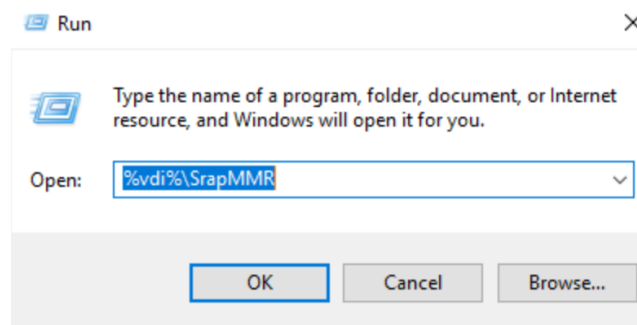 Run
Type the name of a program, folder, document, or Internet
resource, and Windows will open it for you.
Open: %vdi%\SrapMMR
OK Cancel Browse...